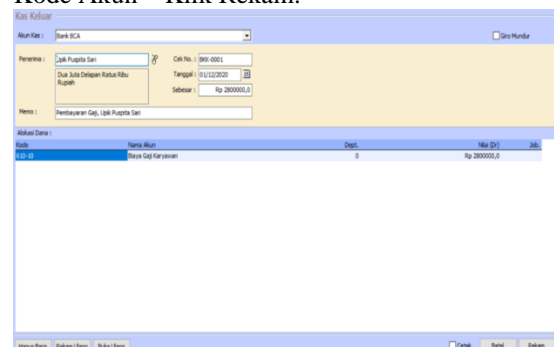 Kode Akun – Klik Rekam.
Kas Keluar
Akun Kas : Bank BCA Giro Mundur
Penerima : Upik Puspita Sari Cek No. : BKK-0001
Dua Juta Delapan Ratus Ribu Rupiah
Tanggal : 01/12/2020
Sebesar : Rp 2800000,0
Memo : Pembayaran Gaji, Upik Puspita Sari
Alokasi Dana :
Kode Nama Akun Dept. Nilai (Dr) Job.
610-10 Biaya Gaji Karyawan 0 Rp 2800000,0
Hapus Baris Rekam Ulang Buka Ulang Cetak Batal Rekam